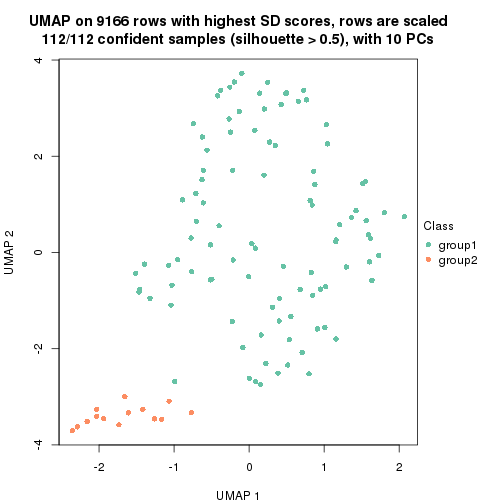 UMAP on 9166 rows with highest SD scores, rows are scaled
112/112 confident samples (silhouette > 0.5), with 10 PCs
4
2
0
-2
-4
UMAP 2
-2
-1
0
1
2
UMAP 1
Class
group1
group2